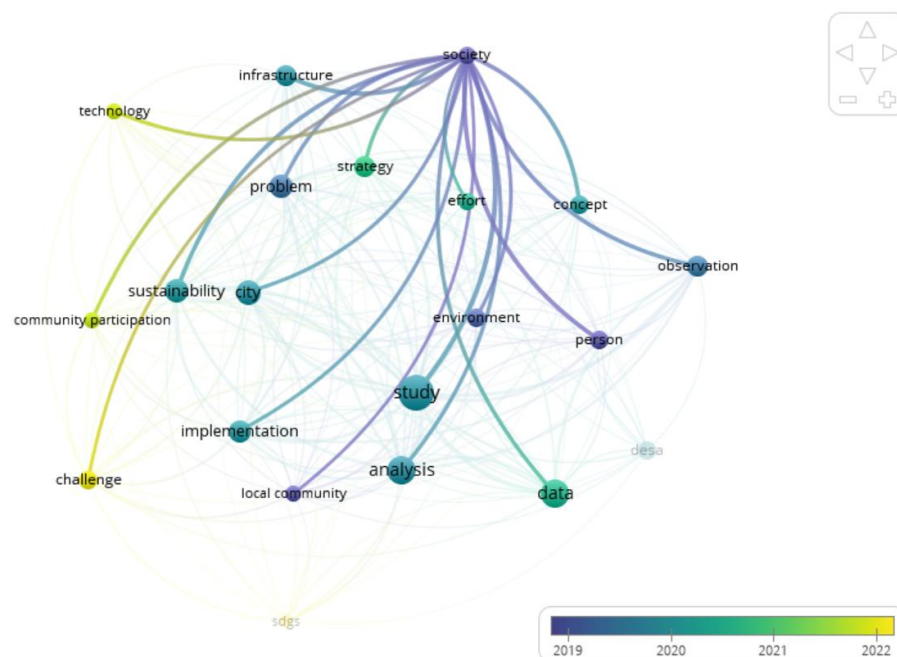 society
infrastructure
technology
strategy
problem
effort
concept
observation
sustainability
city
community participation
environment
person
study
implementation
desa
analysis
challenge
local community
data
sdgs
2019
2020
2021
2022